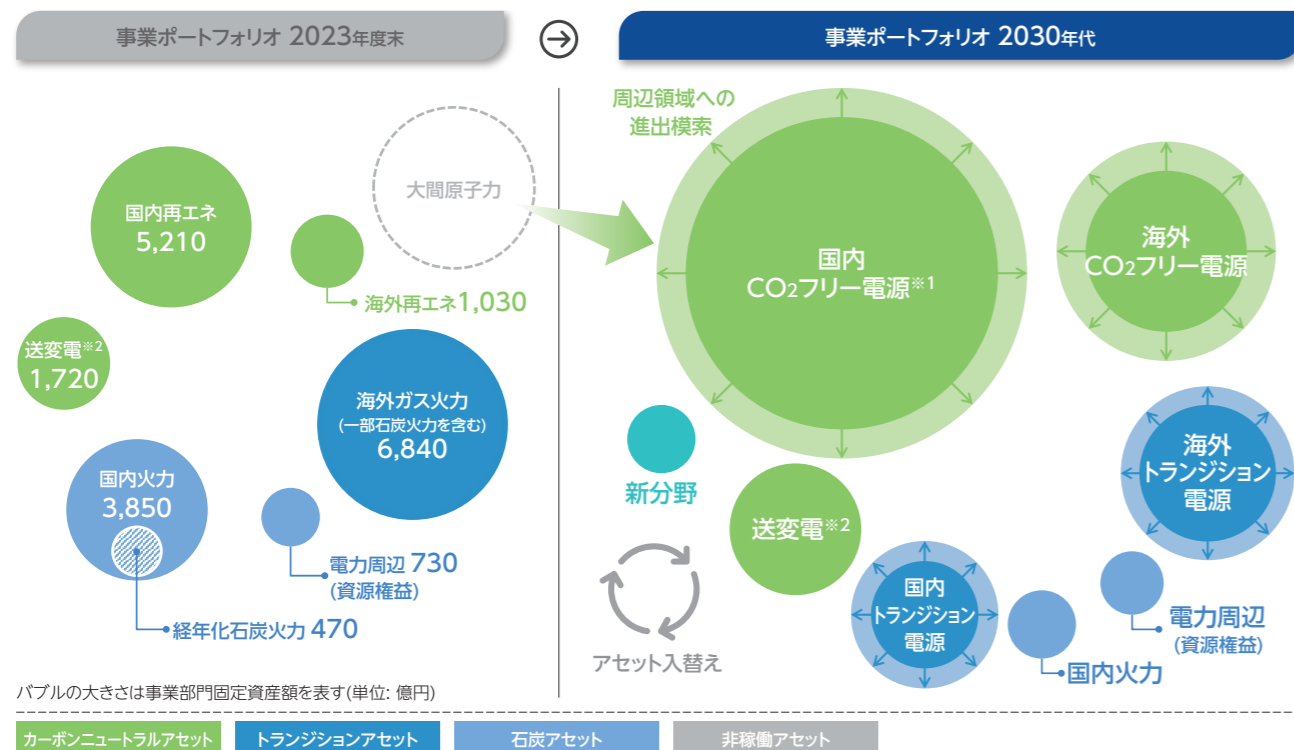 事業ポートフォリオ 2023年度末
事業ポートフォリオ 2030年代
大間原子力
国内再エネ
5,210
海外再エネ1,030
送変電※2
1,720
海外ガス火力
(一部石炭火力を含む)
6,840
国内火力
3,850
電力周辺 730
(資源権益)
経年化石炭火力 470
周辺領域への
進出模索
国内
CO2フリー電源※1
海外
CO2フリー電源
新分野
送変電※2
海外
トランジション
電源
国内
トランジション
電源
電力周辺
(資源権益)
国内火力
アセット入替え
バブルの大きさは事業部門固定資産額を表す(単位: 億円)
カーボンニュートラルアセット
トランジションアセット
石炭アセット
非稼働アセット